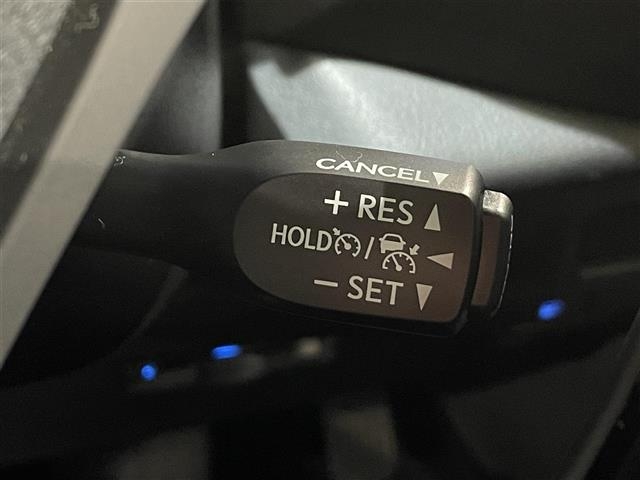 CANCEL▼
+ RES ▲
HOLD / ◀
− SET ▼